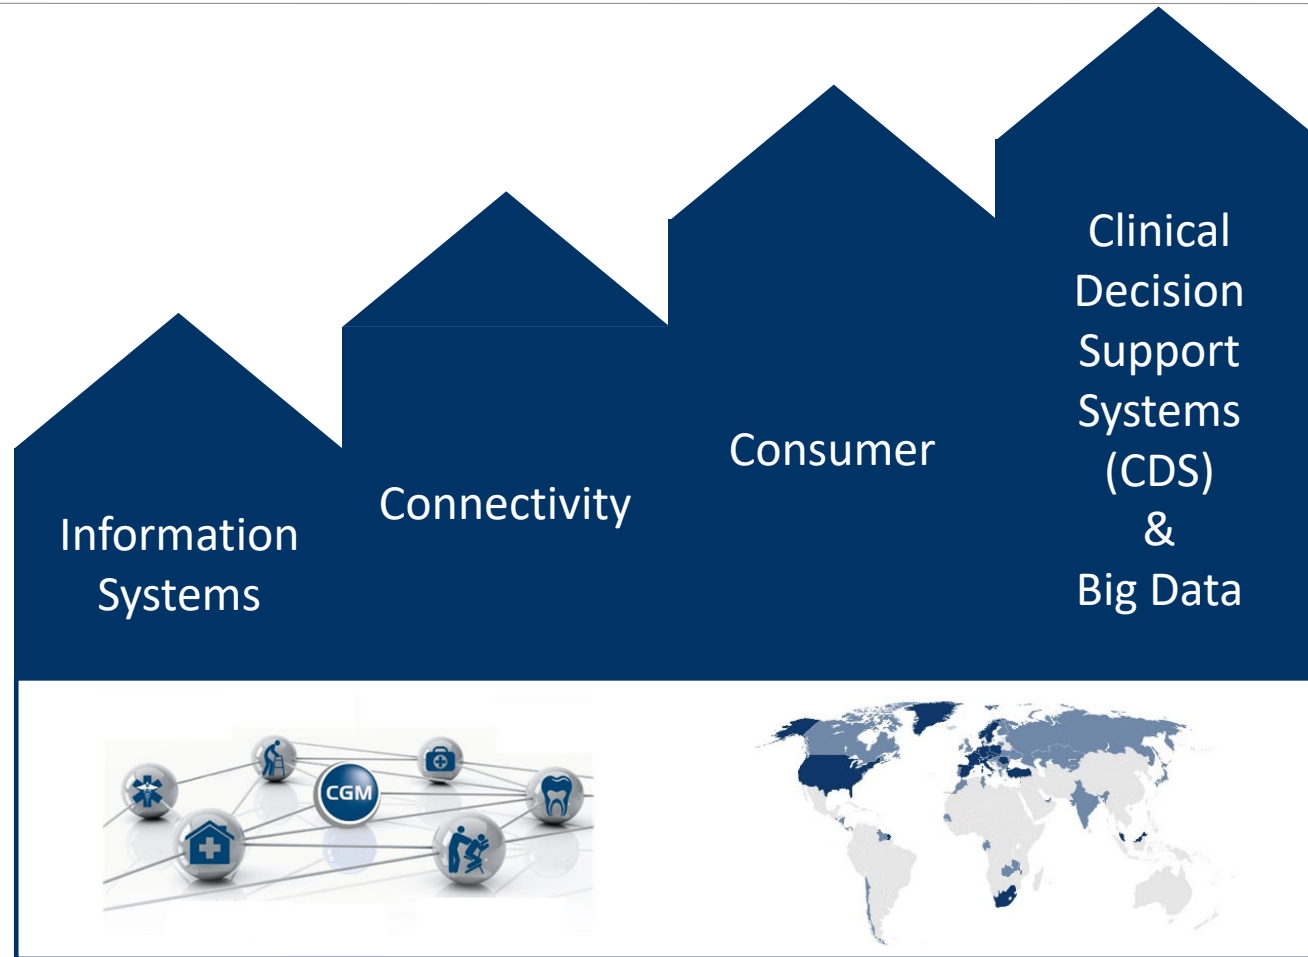 Information
Systems
Connectivity
Consumer
Clinical
Decision
Support
Systems
(CDS)
&
Big Data
CGM